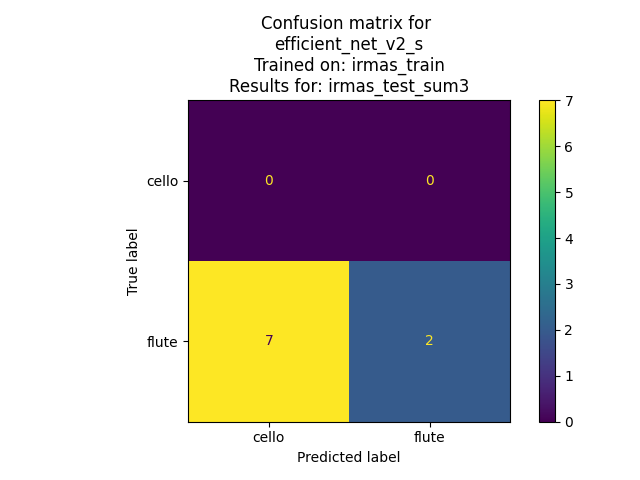 Confusion matrix for
efficient_net_v2_s
Trained on: irmas_train
Results for: irmas_test_sum3
cello
0
0
flute
7
2
cello
flute
Predicted label
True label
7
6
5
4
3
2
1
0